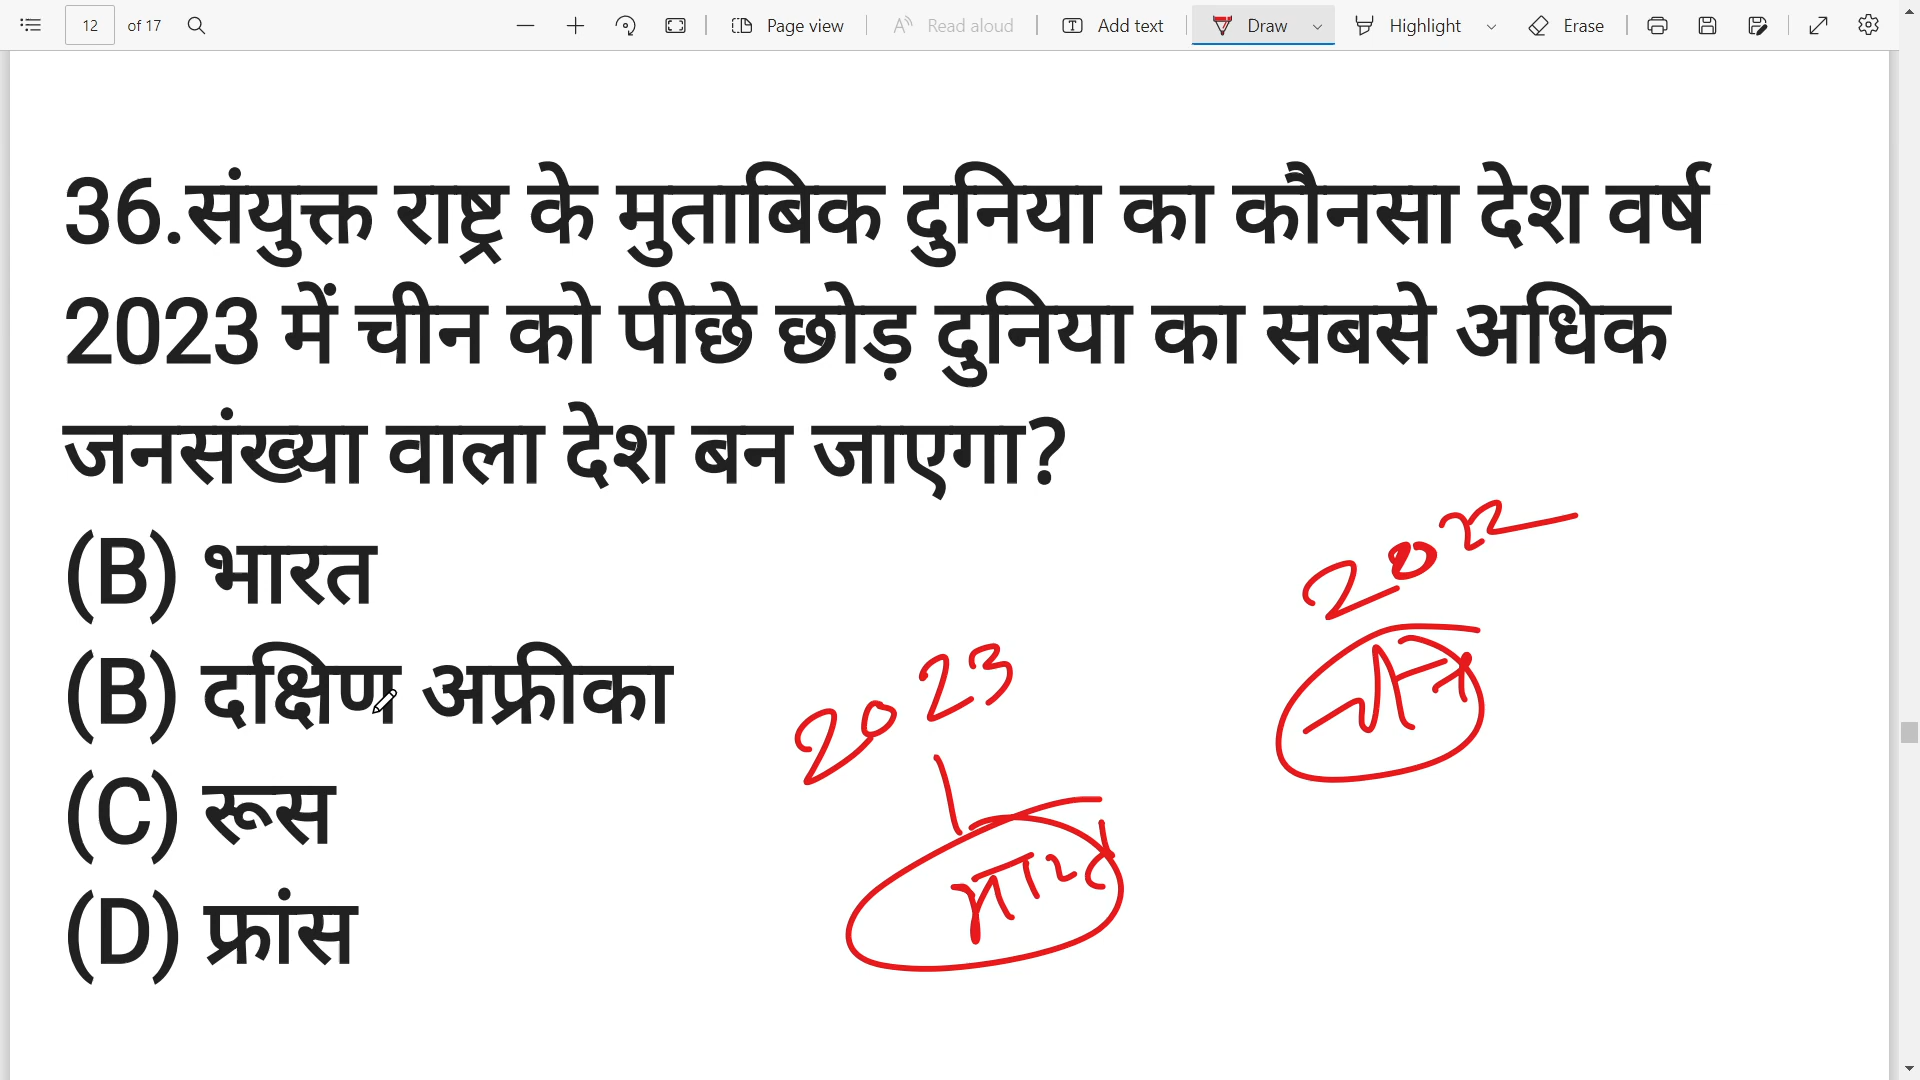 12 of 17 Page view Read aloud Add text Draw Highlight Erase
36.संयुक्त राष्ट्र के मुताबिक दुनिया का कौनसा देश वर्ष
2023 में चीन को पीछे छोड़ दुनिया का सबसे अधिक
जनसंख्या वाला देश बन जाएगा?
(B) भारत
(B) दक्षिण अफ्रीका
(C) रूस
(D) फ्रांस
2022
चीन
2023
भारत